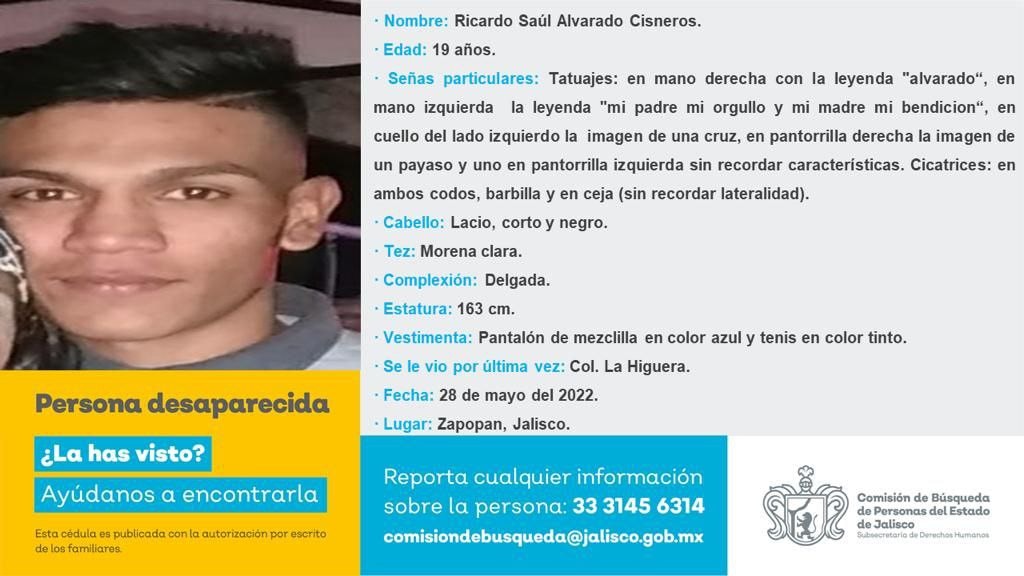 · Nombre: Ricardo Saúl Alvarado Cisneros.
· Edad: 19 años.
· Señas particulares: Tatuajes: en mano derecha con la leyenda "alvarado“, en
mano izquierda la leyenda "mi padre mi orgullo y mi madre mi bendicion“, en
cuello del lado izquierdo la imagen de una cruz, en pantorrilla derecha la imagen de
un payaso y uno en pantorrilla izquierda sin recordar características. Cicatrices: en
ambos codos, barbilla y en ceja (sin recordar lateralidad).
· Cabello: Lacio, corto y negro.
· Tez: Morena clara.
· Complexión: Delgada.
· Estatura: 163 cm.
· Vestimenta: Pantalón de mezclilla en color azul y tenis en color tinto.
· Se le vio por última vez: Col. La Higuera.
· Fecha: 28 de mayo del 2022.
· Lugar: Zapopan, Jalisco.
Persona desaparecida
¿La has visto?
Ayúdanos a encontrarla
Esta cédula es publicada con la autorización por escrito
de los familiares.
Reporta cualquier información
sobre la persona: 33 3145 6314
comisiondebusqueda@jalisco.gob.mx
Comisión de Búsqueda
de Personas del Estado
de Jalisco
Subsecretaría de Derechos Humanos